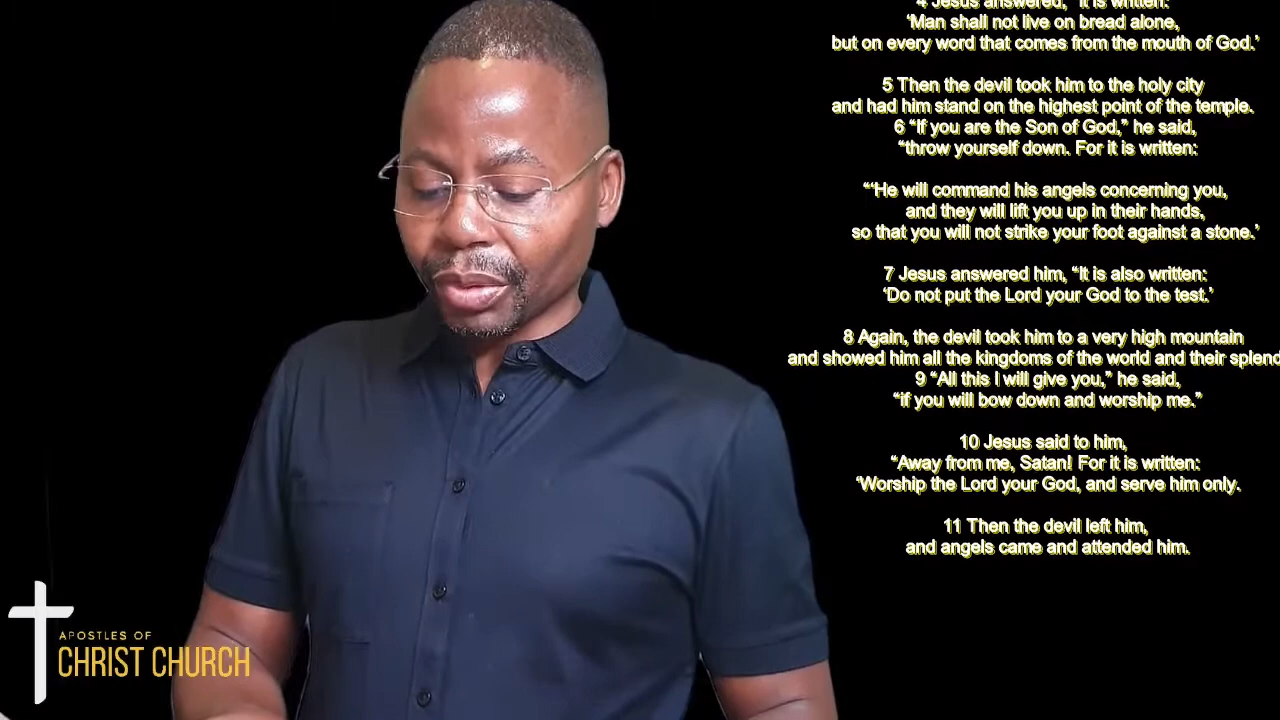 4 Jesus answered, “It is written:
‘Man shall not live on bread alone,
but on every word that comes from the mouth of God.’
5 Then the devil took him to the holy city
and had him stand on the highest point of the temple.
6 “If you are the Son of God,” he said,
“throw yourself down. For it is written:
“‘He will command his angels concerning you,
and they will lift you up in their hands,
so that you will not strike your foot against a stone.’
7 Jesus answered him, “It is also written:
‘Do not put the Lord your God to the test.’
8 Again, the devil took him to a very high mountain
and showed him all the kingdoms of the world and their splend
9 “All this I will give you,” he said,
“if you will bow down and worship me.”
10 Jesus said to him,
“Away from me, Satan! For it is written:
‘Worship the Lord your God, and serve him only.
11 Then the devil left him,
and angels came and attended him.
APOSTLES OF
CHRIST CHURCH